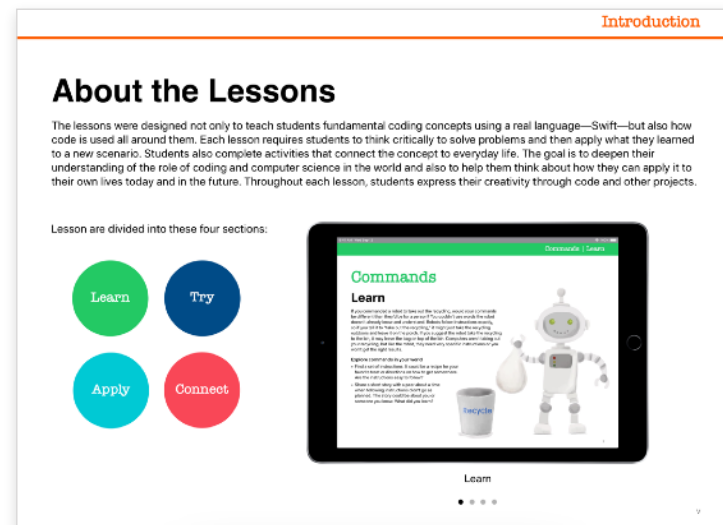 Introduction
About the Lessons
The lessons were designed not only to teach students fundamental coding concepts using a real language—Swift—but also how
code is used all around them. Each lesson requires students to think critically to solve problems and then apply what they learned
to a new scenario. Students also complete activities that connect the concept to everyday life. The goal is to deepen their
understanding of the role of coding and computer science in the world and also to help them think about how they can apply it to
their own lives today and in the future. Throughout each lesson, students express their creativity through code and other projects.
Lesson are divided into these four sections:
Learn
Try
Apply
Connect
Commands | Learn
Commands
Learn
Explore commands in your world
Recycle
Learn